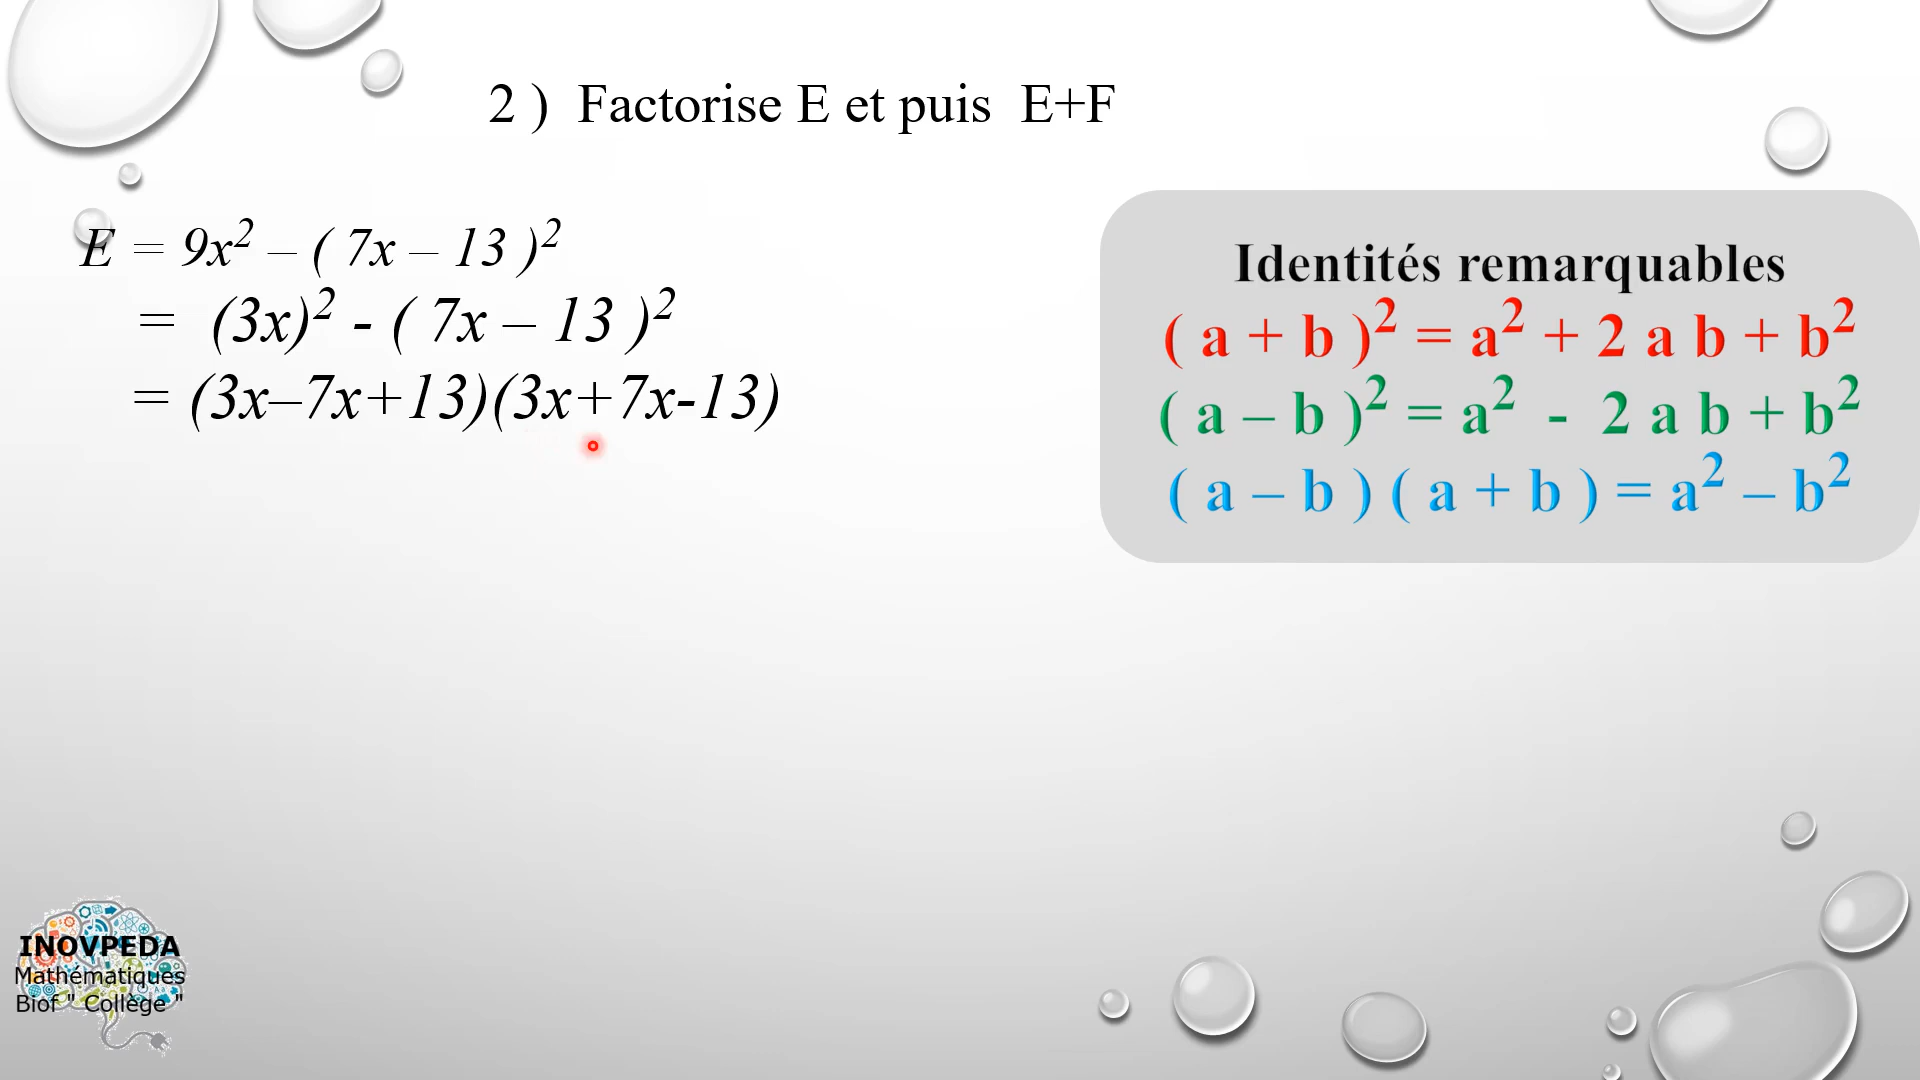 2 ) Factorise E et puis E+F
E = 9x² – ( 7x – 13 )²
= (3x)² - ( 7x – 13 )²
= (3x–7x+13)(3x+7x-13)
Identités remarquables
( a + b )² = a² + 2 a b + b²
( a – b )² = a² - 2 a b + b²
( a – b ) ( a + b ) = a² – b²
INOVPEDA
Mathématiques
Biof " Collège "